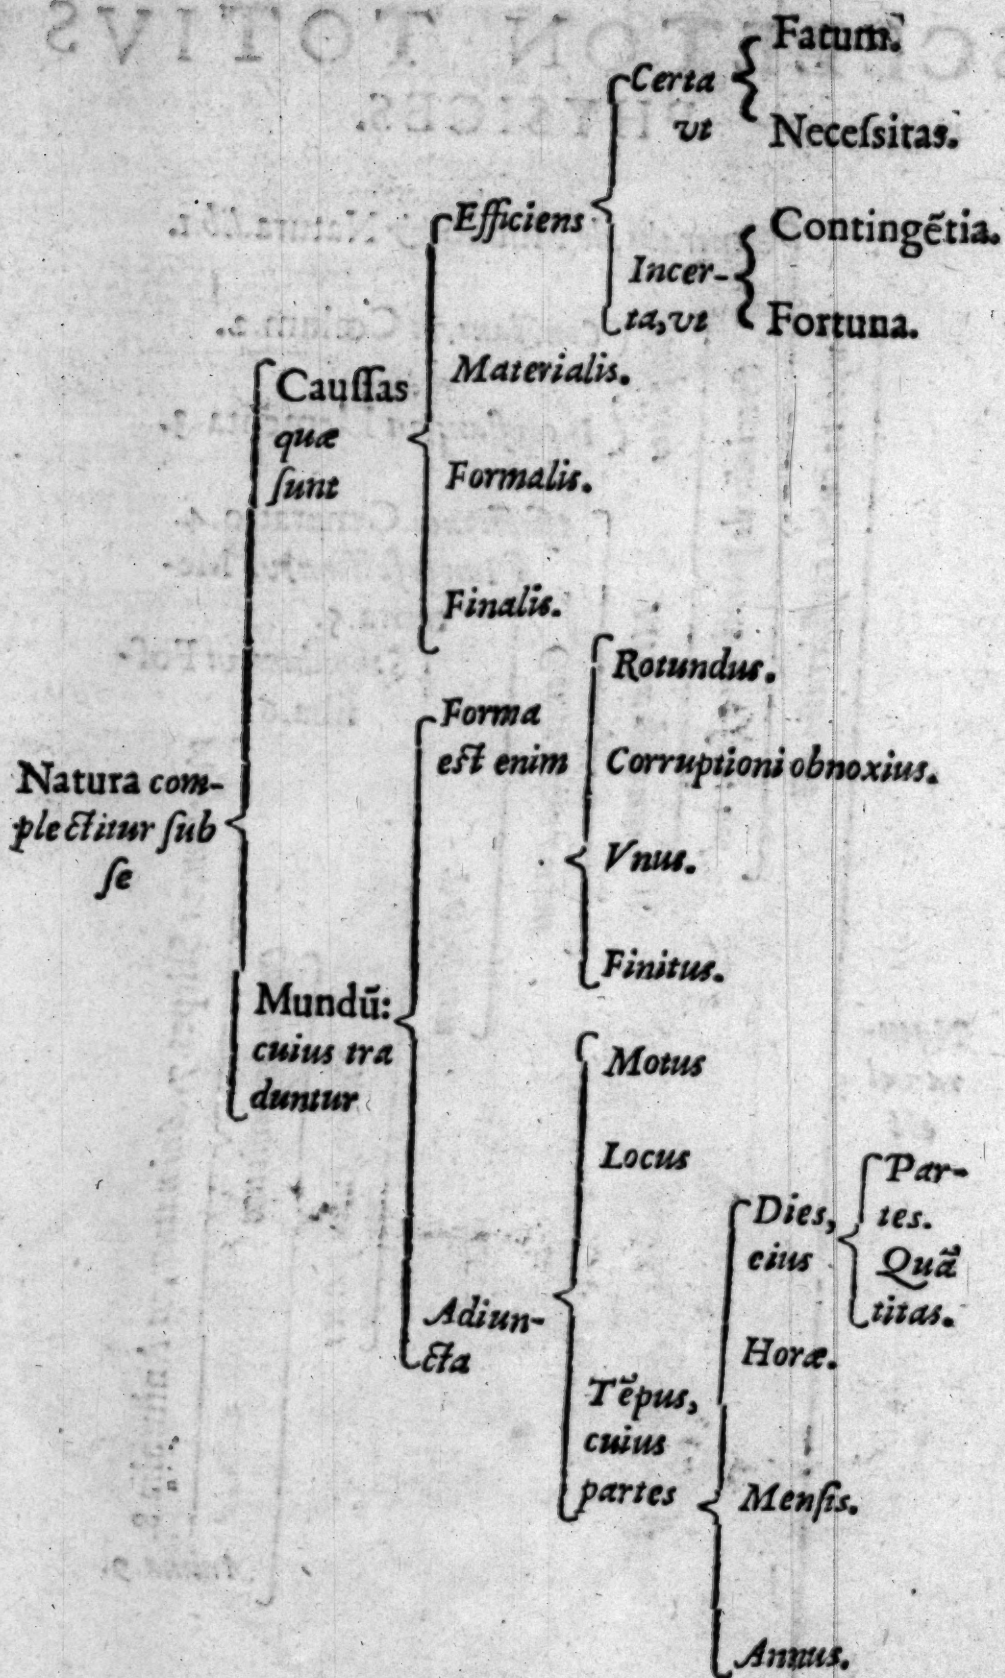 Natura com-
plectitur ſub
ſe
Cauſſas
quæ
ſunt
Efficiens
Certa
vt
Fatum.
Neceſsitas.
Incer-
ta, vt
Contingẽtia.
Fortuna.
Materialis.
Formalis.
Finalis.
Mundũ:
cuius tra
duntur
Forma
est enim
Rotundus.
Corruptioni obnoxius.
Vnus.
Finitus.
Adiun-
cta
Motus
Locus
Tẽpus,
cuius
partes
Dies,
eius
Par-
tes.
Quã
titas.
Horæ.
Menſis.
Annus.